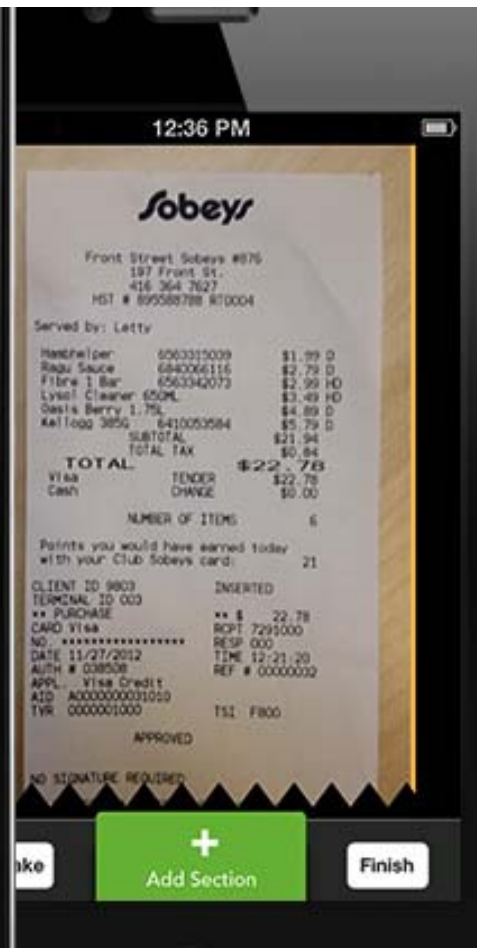 12:36 PM
Sobeys
Front Street Sobeys #876
197 Front St.
416 364 7627
HST # 895588788 RT0004
Served by: Letty
Hamбhelper 6563315039 $1.99 D
Ragu Sauce 6840066116 $2.79 D
Fibre 1 Bar 6563342073 $2.99 HD
Lysol Cleaner 650ML $3.49 HD
Oasis Berry 1.75L $4.89 D
Kellogg 385G 6410053584 $5.79 D
SUBTOTAL $21.94
TOTAL TAX $0.84
TOTAL $22.78
Visa TENDER $22.78
Cash CHANGE $0.00
NUMBER OF ITEMS 6
Points you would have earned today
with your Club Sobeys card: 21
CLIENT ID 9803 INSERTED
TERMINAL ID 003
** PURCHASE ** $ 22.78
CARD Visa RCPT 7291000
NO. ****************** RESP 000
DATE 11/27/2012 TIME 12:21:20
AUTH # 038508 REF # 00000032
APPL. Visa Credit
AID A0000000031010
TVR 0000001000 TSI F800
APPROVED
NO SIGNATURE REQUIRED
ake
+
Add Section
Finish